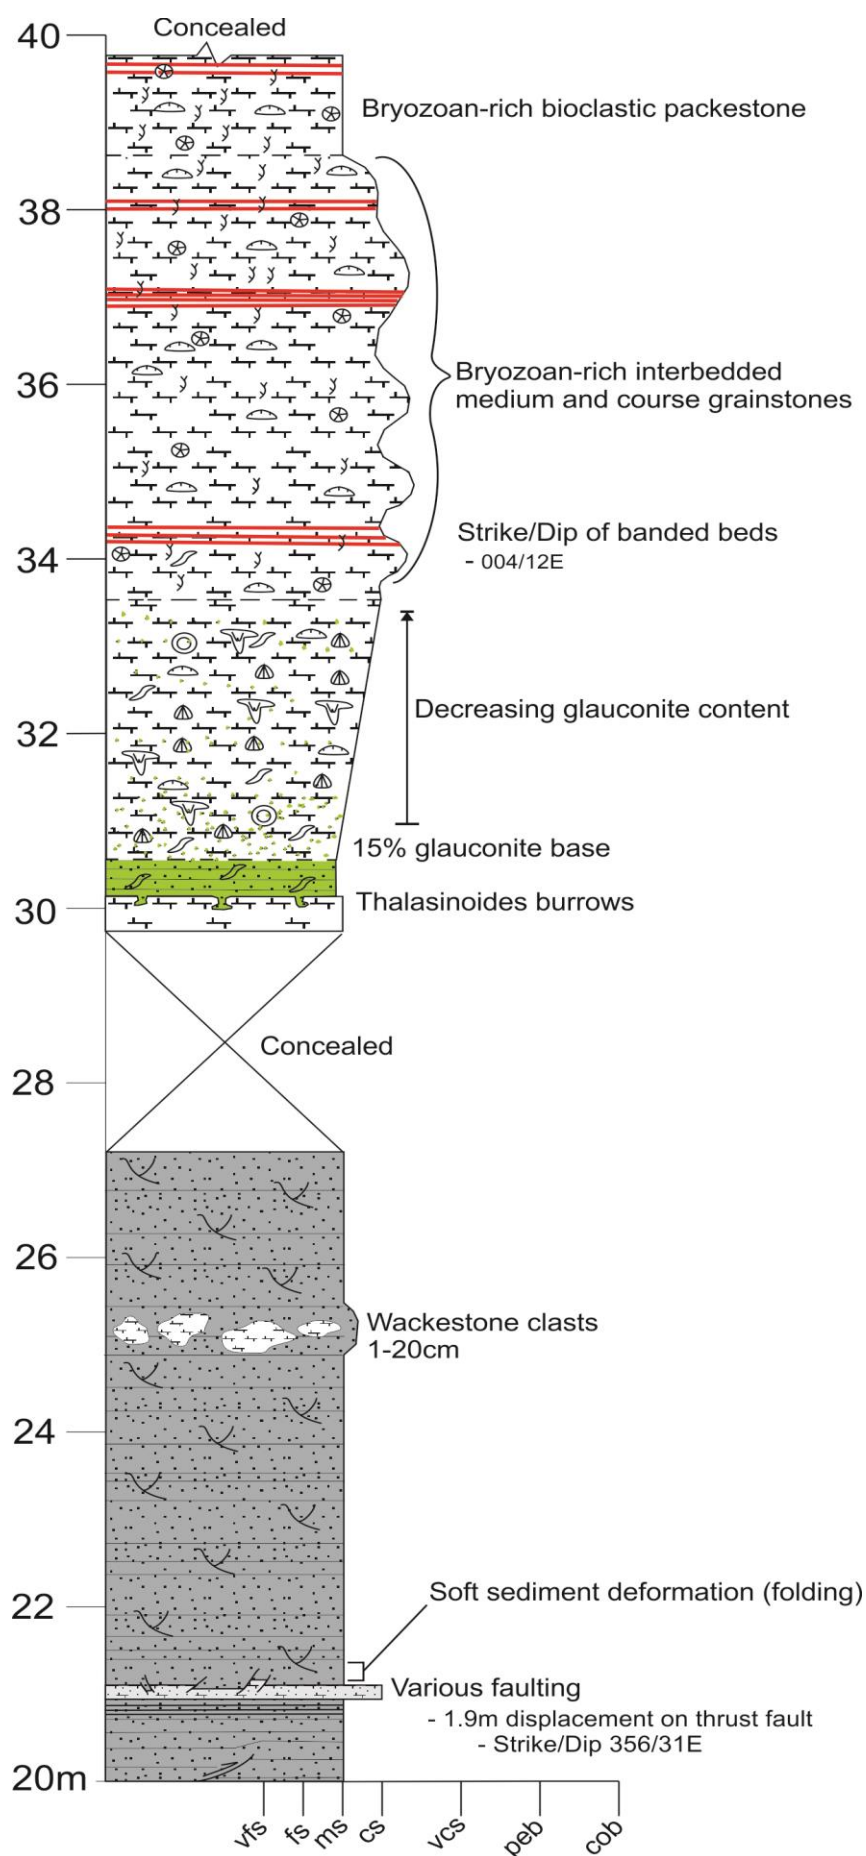 Concealed
40
Bryozoan-rich bioclastic packestone
38
36
Bryozoan-rich interbedded
medium and course grainstones
Strike/Dip of banded beds
- 004/12E
34
Decreasing glauconite content
32
15% glauconite base
Thalasinoides burrows
30
Concealed
28
26
Wackestone clasts
1-20cm
24
22
Soft sediment deformation (folding)
Various faulting
- 1.9m displacement on thrust fault
- Strike/Dip 356/31E
20m
vfs fs ms cs vcs peb cob